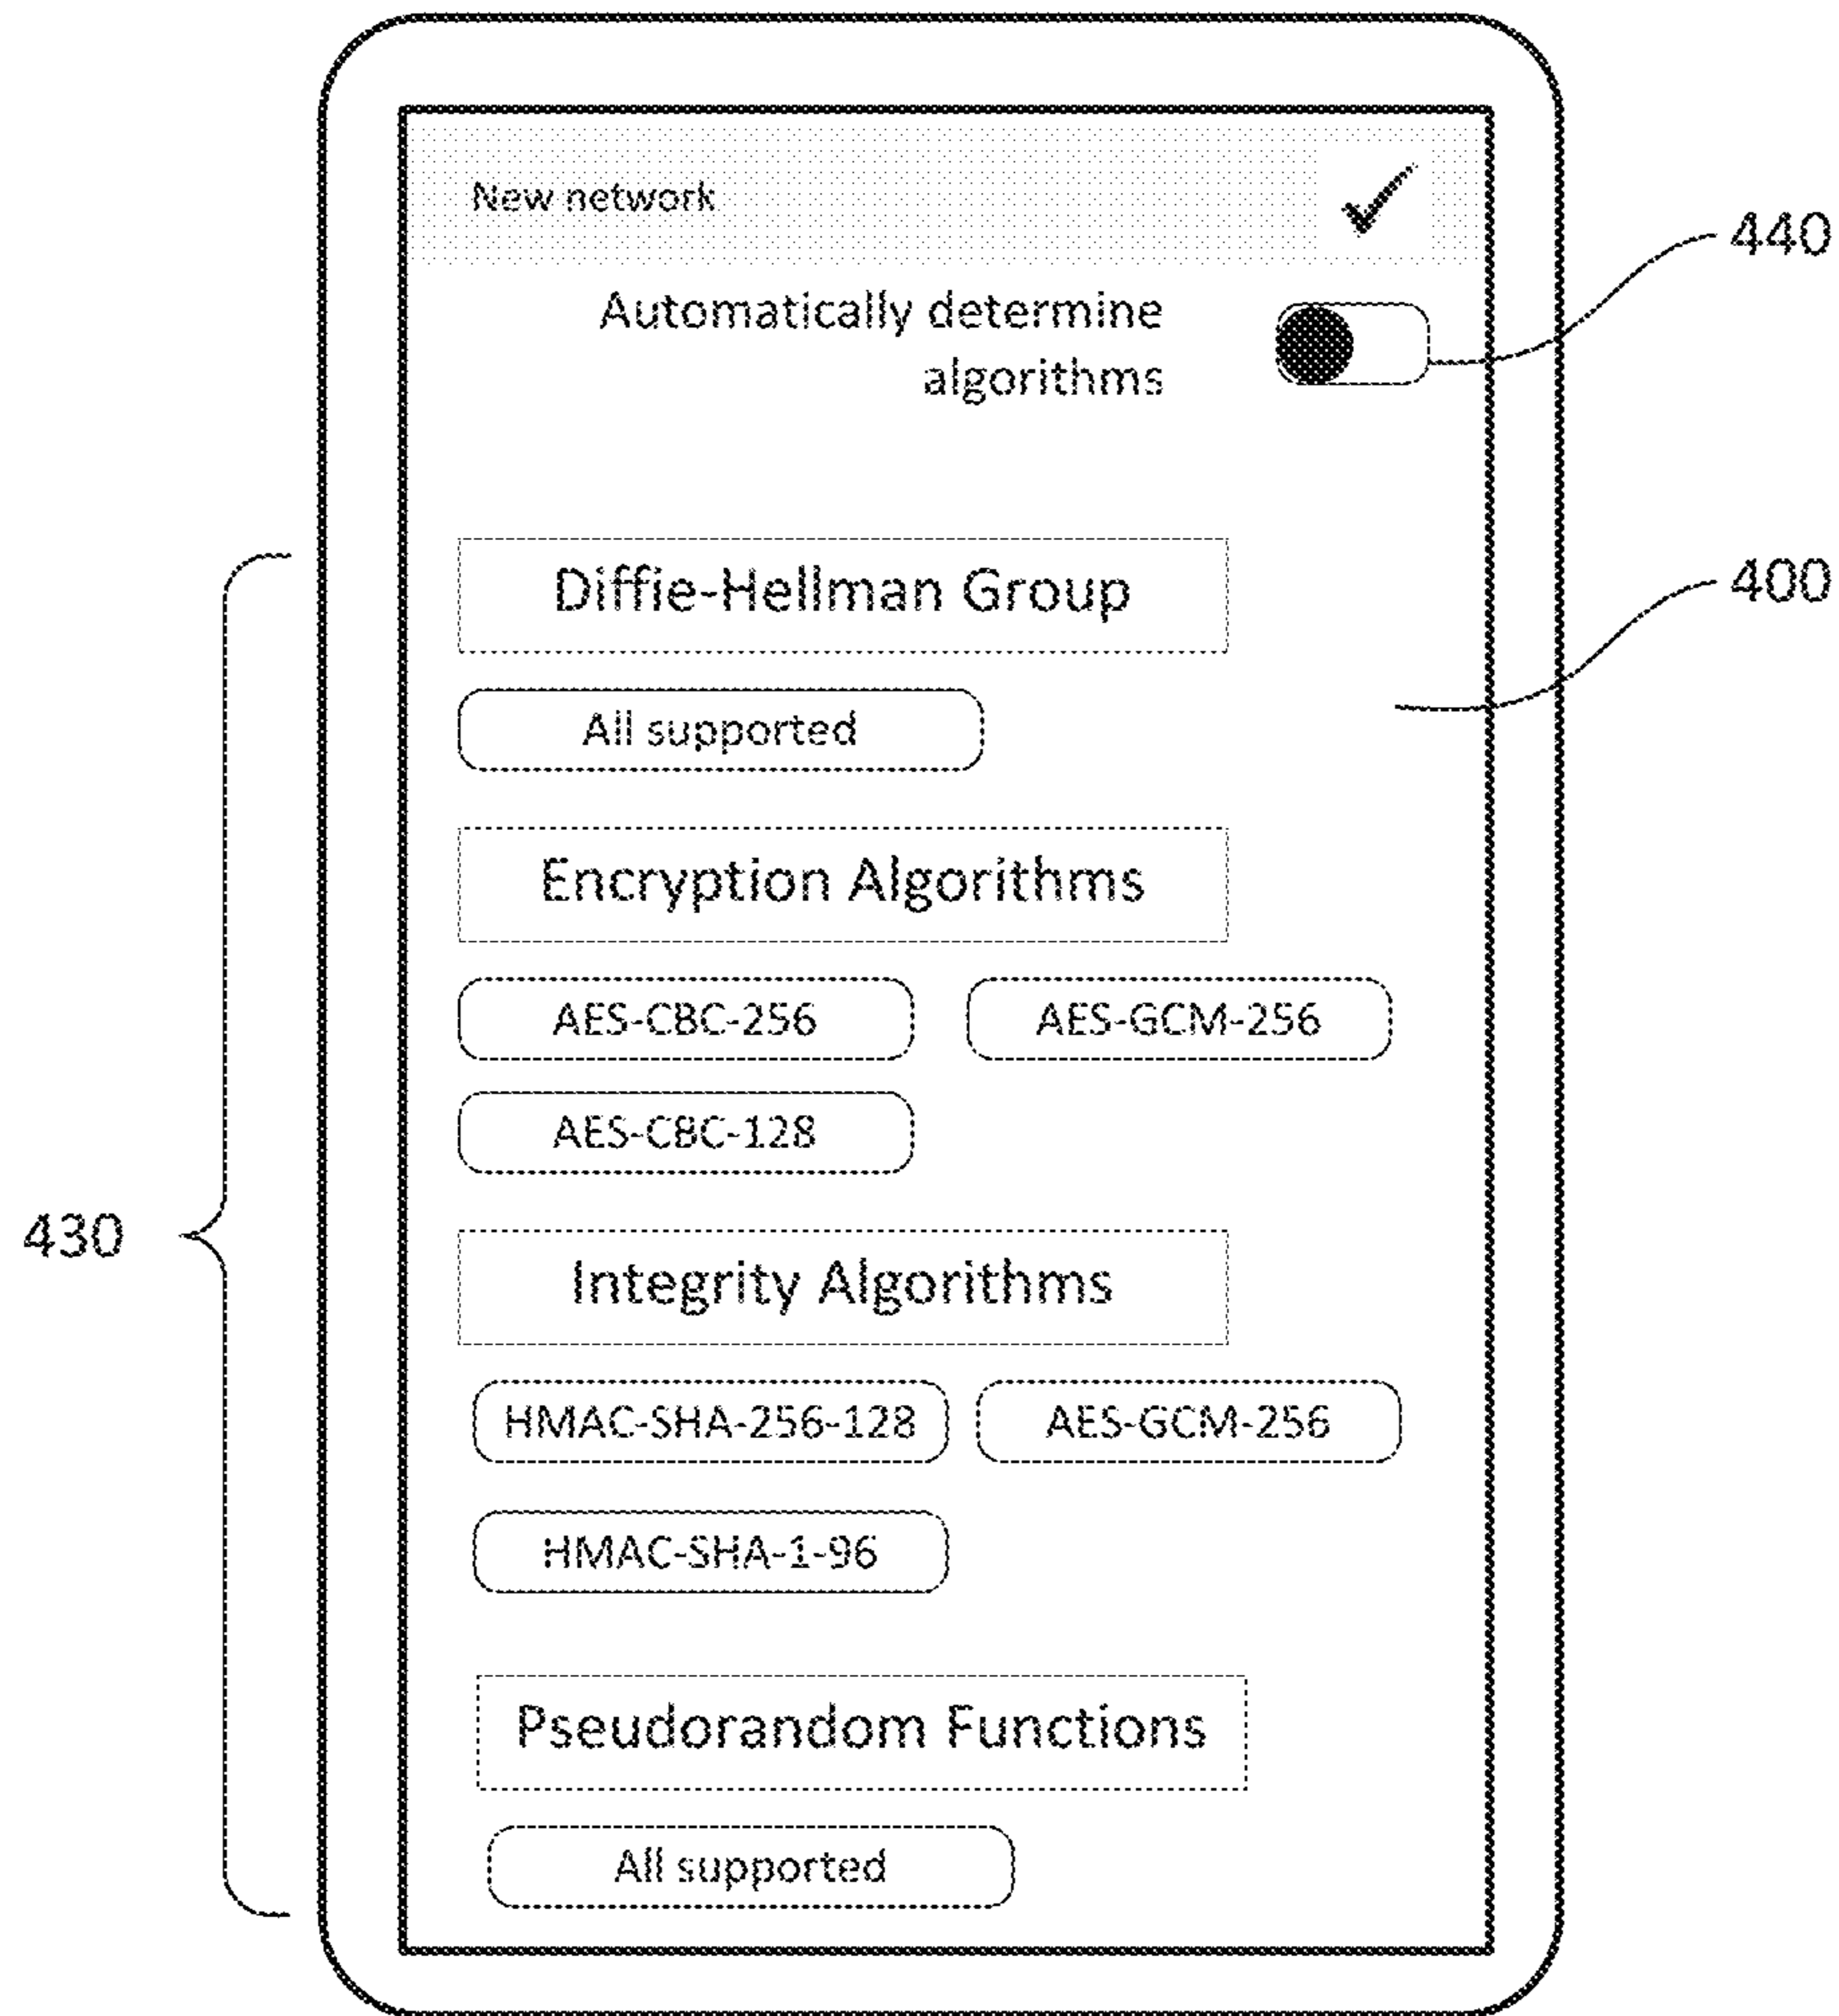 New network
440
Automatically determine
algorithms
400
Diffie-Hellman Group
All supported
Encryption Algorithms
AES-CBC-256 AES-GCM-256
AES-CBC-128
430
Integrity Algorithms
HMAC-SHA-256-128 AES-GCM-256
HMAC-SHA-1-96
Pseudorandom Functions
All supported